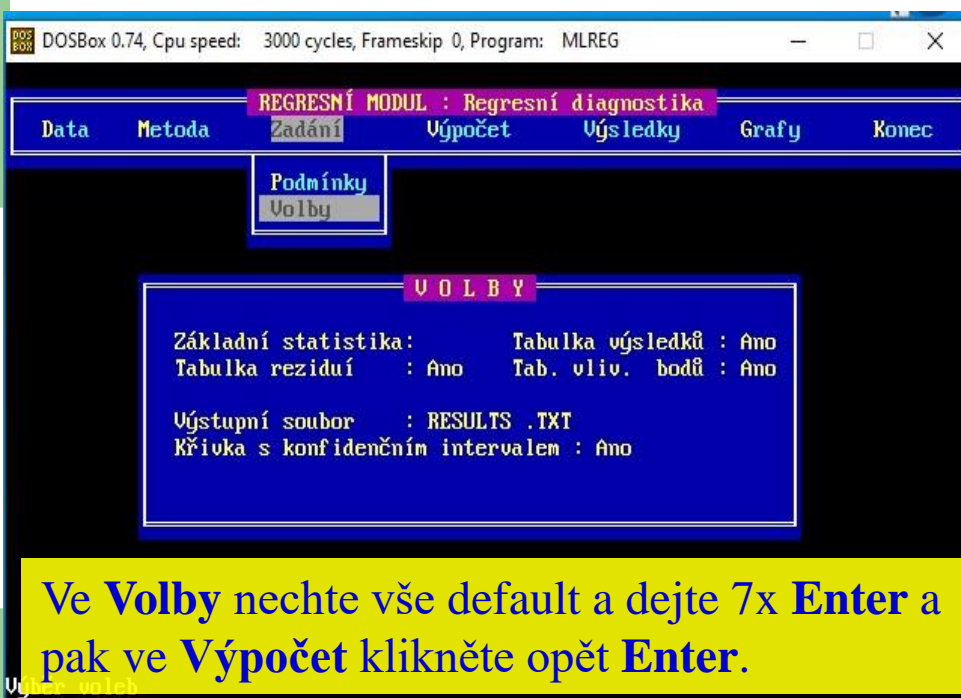 DOSBox 0.74, Cpu speed: 3000 cycles, Frameskip 0, Program: MLREG
REGRESNÍ MODUL : Regresní diagnostika
Data Metoda Zadání Výpočet Výsledky Grafy Konec
Podmínky
Volby
V O L B Y
Základní statistika: Tabulka výsledků : Ano
Tabulka reziduí : Ano Tab. vliv. bodů : Ano
Výstupní soubor : RESULTS .TXT
Křivka s konfidenčním intervalem : Ano
Ve Volby nechte vše default a dejte 7x Enter a
pak ve Výpočet klikněte opět Enter.
Výběr voleb